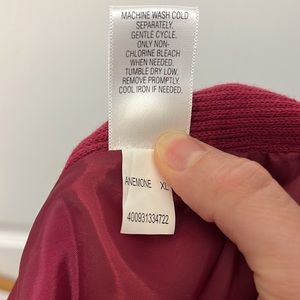 MACHINE WASH COLD
SEPARATELY.
GENTLE CYCLE.
ONLY NON-
CHLORINE BLEACH
WHEN NEEDED.
TUMBLE DRY LOW.
REMOVE PROMPTLY.
COOL IRON IF NEEDED.
ANEMONE XL
400931334722